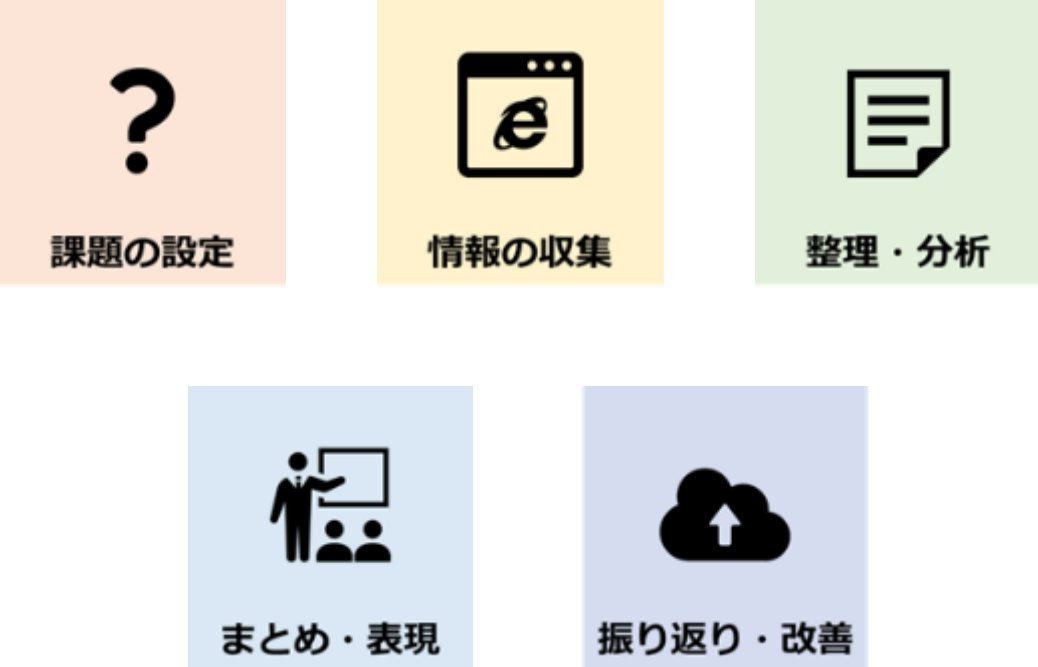 課題の設定
情報の収集
整理・分析
まとめ・表現
振り返り・改善